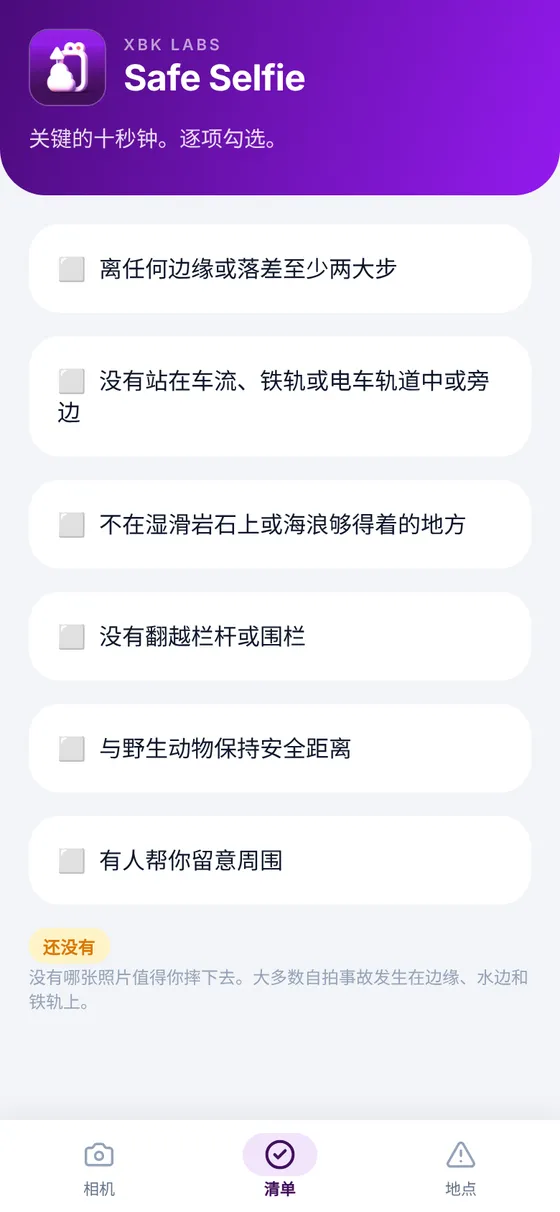 XBK LABS
Safe Selfie
关键的十秒钟。逐项勾选。
离任何边缘或落差至少两大步
没有站在车流、铁轨或电车轨道中或旁
边
不在湿滑岩石上或海浪够得着的地方
没有翻越栏杆或围栏
与野生动物保持安全距离
有人帮你留意周围
还没有
没有哪张照片值得你摔下去。大多数自拍事故发生在边缘、水边和
铁轨上。
相机
清单
地点